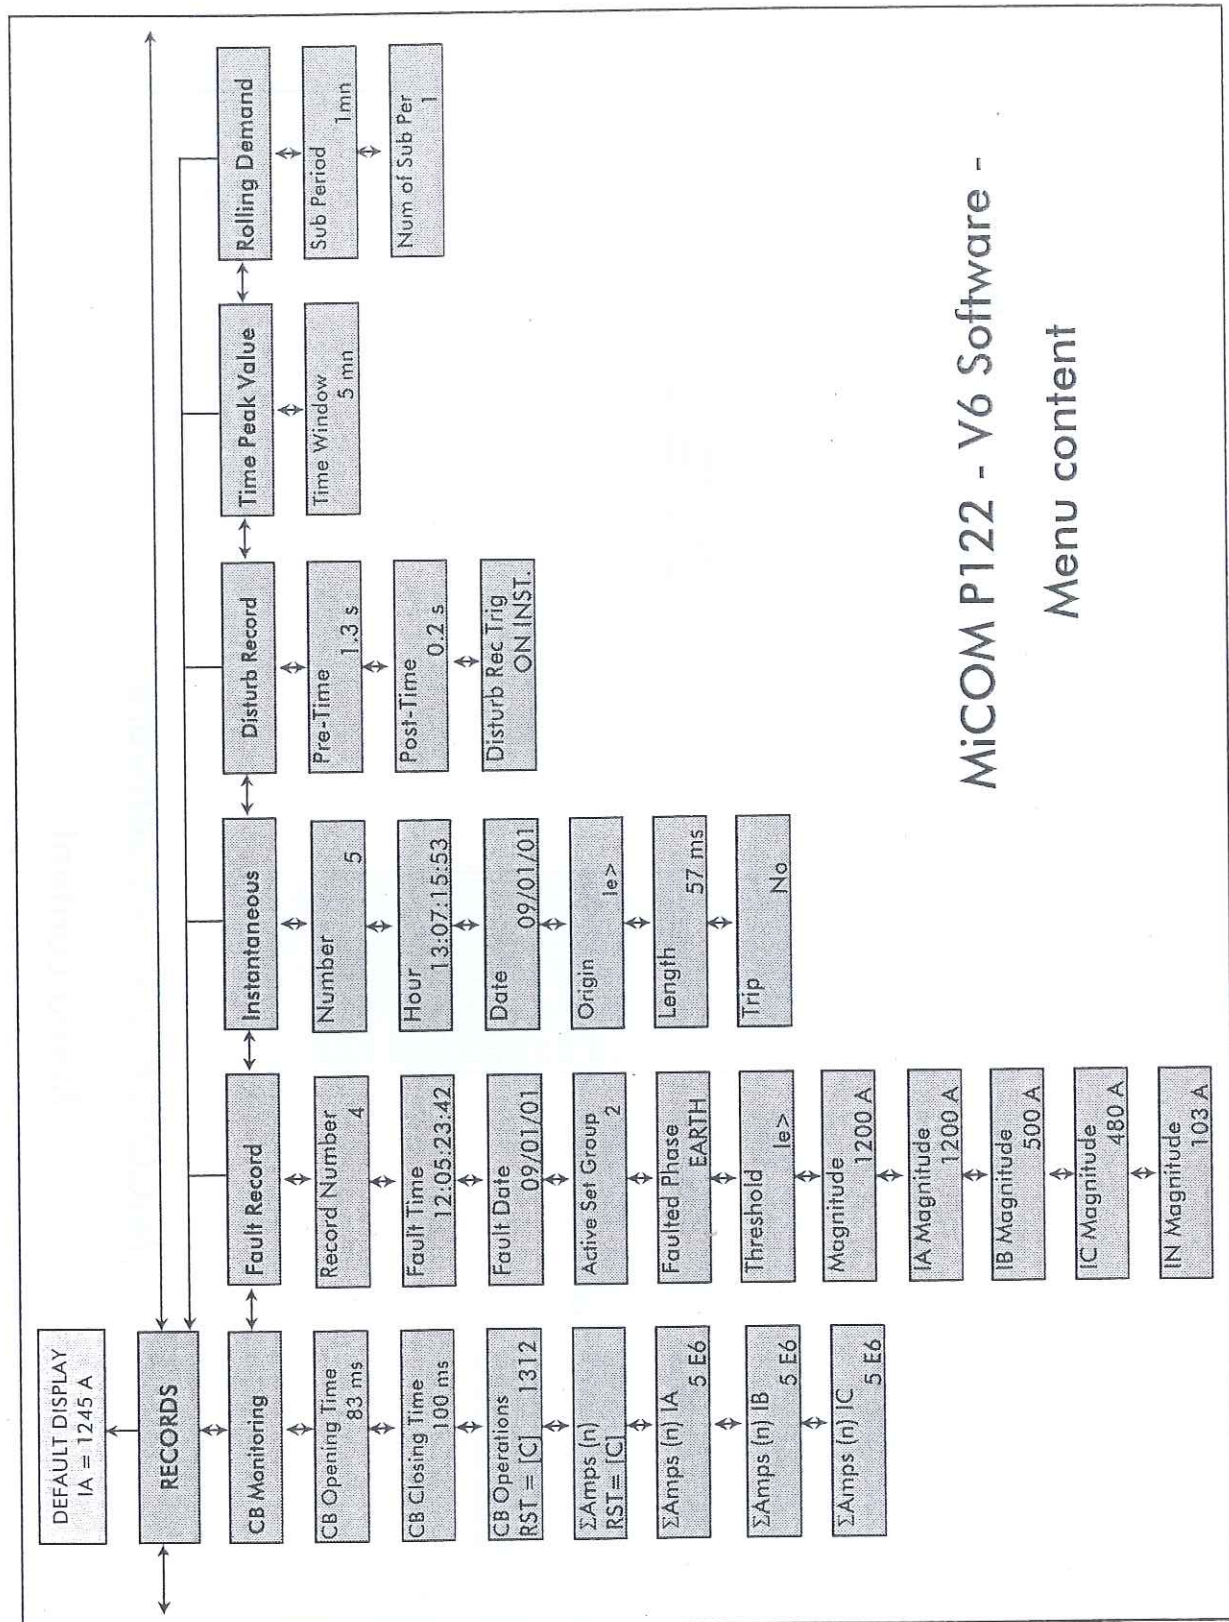 DEFAULT DISPLAY
IA = 1245 A
RECORDS
CB Monitoring
CB Opening Time
83 ms
CB Closing Time
100 ms
CB Operations
RST = [C] 1312
ΣAmps (n)
RST= [C]
ΣAmps (n) IA
5 E6
ΣAmps (n) IB
5 E6
ΣAmps (n) IC
5 E6
Fault Record
Record Number
4
Fault Time
12:05:23:42
Fault Date
09/01/01
Active Set Group
2
Faulted Phase
EARTH
Threshold
Ie>
Magnitude
1200 A
IA Magnitude
1200 A
IB Magnitude
500 A
IC Magnitude
480 A
IN Magnitude
103 A
Instantaneous
Number
5
Hour
13:07:15:53
Date
09/01/01
Origin
Ie>
Length
57 ms
Trip
No
Disturb Record
Pre-Time
1.3 s
Post-Time
0.2 s
Disturb Rec Trig
ON INST.
Time Peak Value
Time Window
5 mn
Rolling Demand
Sub Period
1mn
Num of Sub Per
1
MiCOM P122 - V6 Software -
Menu content